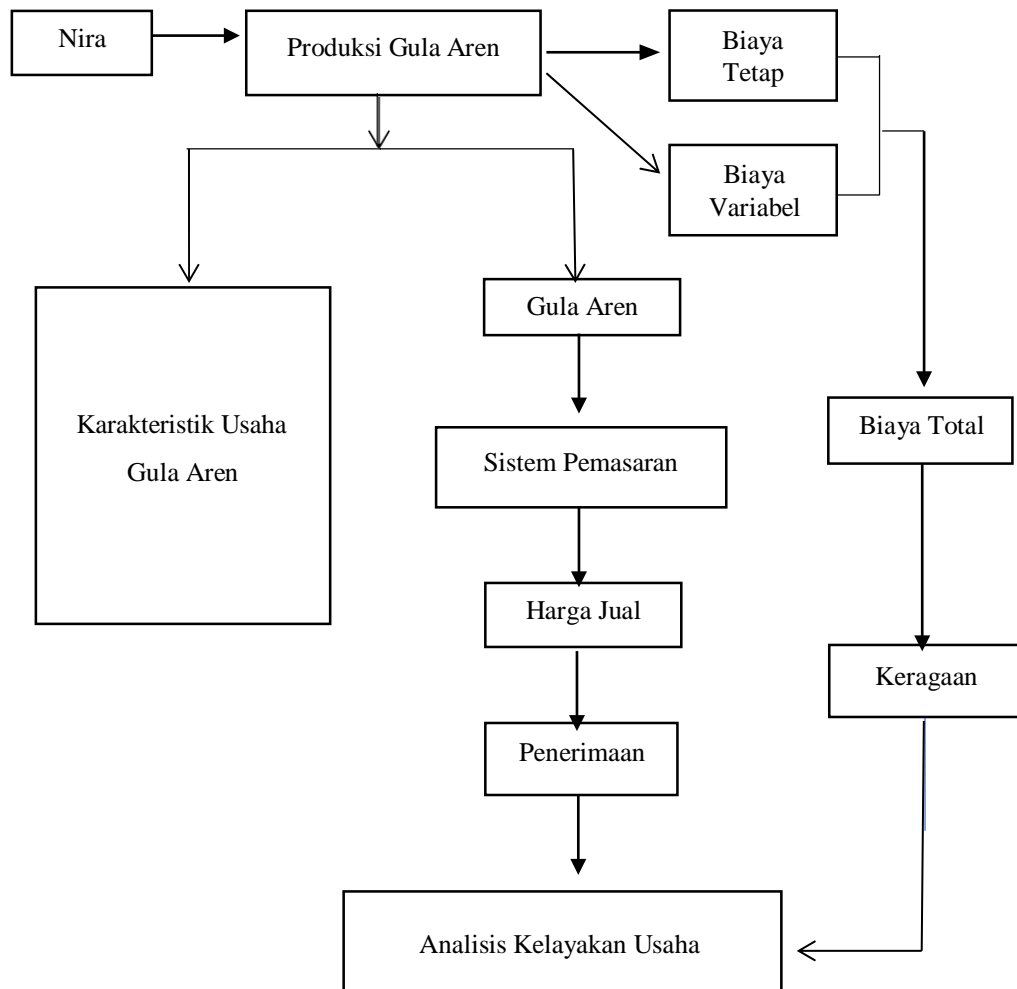 Nira
Produksi Gula Aren
Biaya
Tetap
Biaya
Variabel
Gula Aren
Karakteristik Usaha
Gula Aren
Biaya Total
Sistem Pemasaran
Harga Jual
Keragaan
Penerimaan
Analisis Kelayakan Usaha